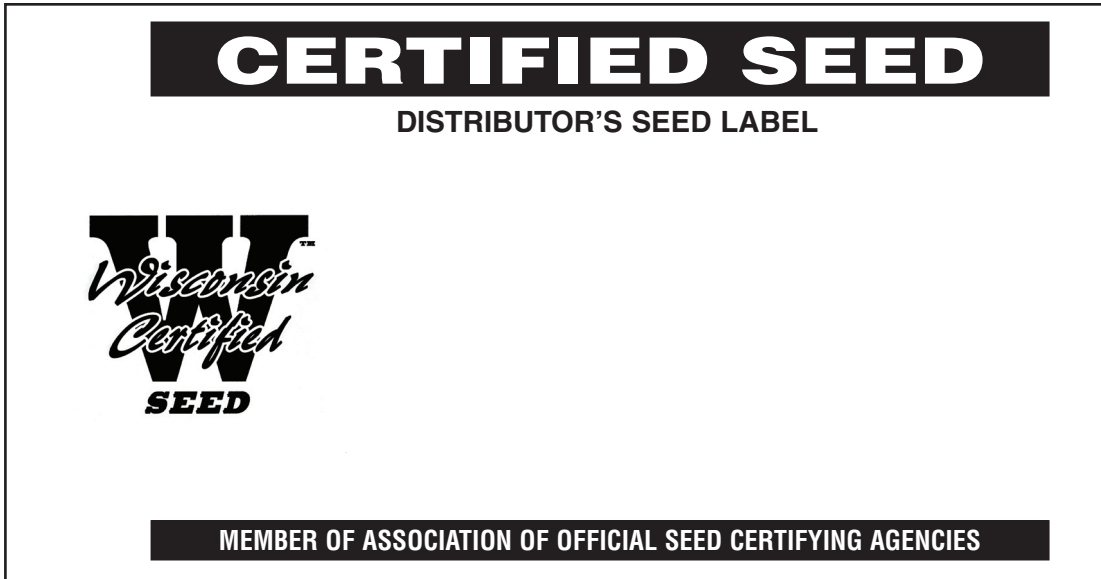 CERTIFIED SEED
DISTRIBUTOR'S SEED LABEL
TM
Wisconsin
Certified
SEED
MEMBER OF ASSOCIATION OF OFFICIAL SEED CERTIFYING AGENCIES